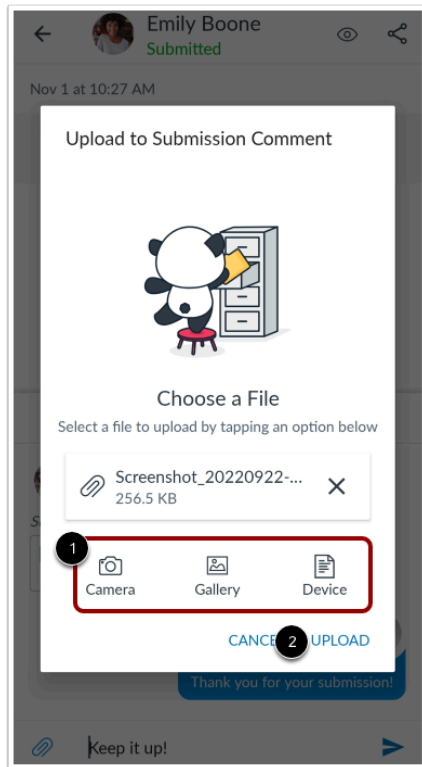 Emily Boone
Submitted
Nov 1 at 10:27 AM
Upload to Submission Comment
Choose a File
Select a file to upload by tapping an option below
Screenshot_20220922-...
256.5 KB
1
Camera Gallery Device
2 UPLOAD
Thank you for your submission!
Keep it up!